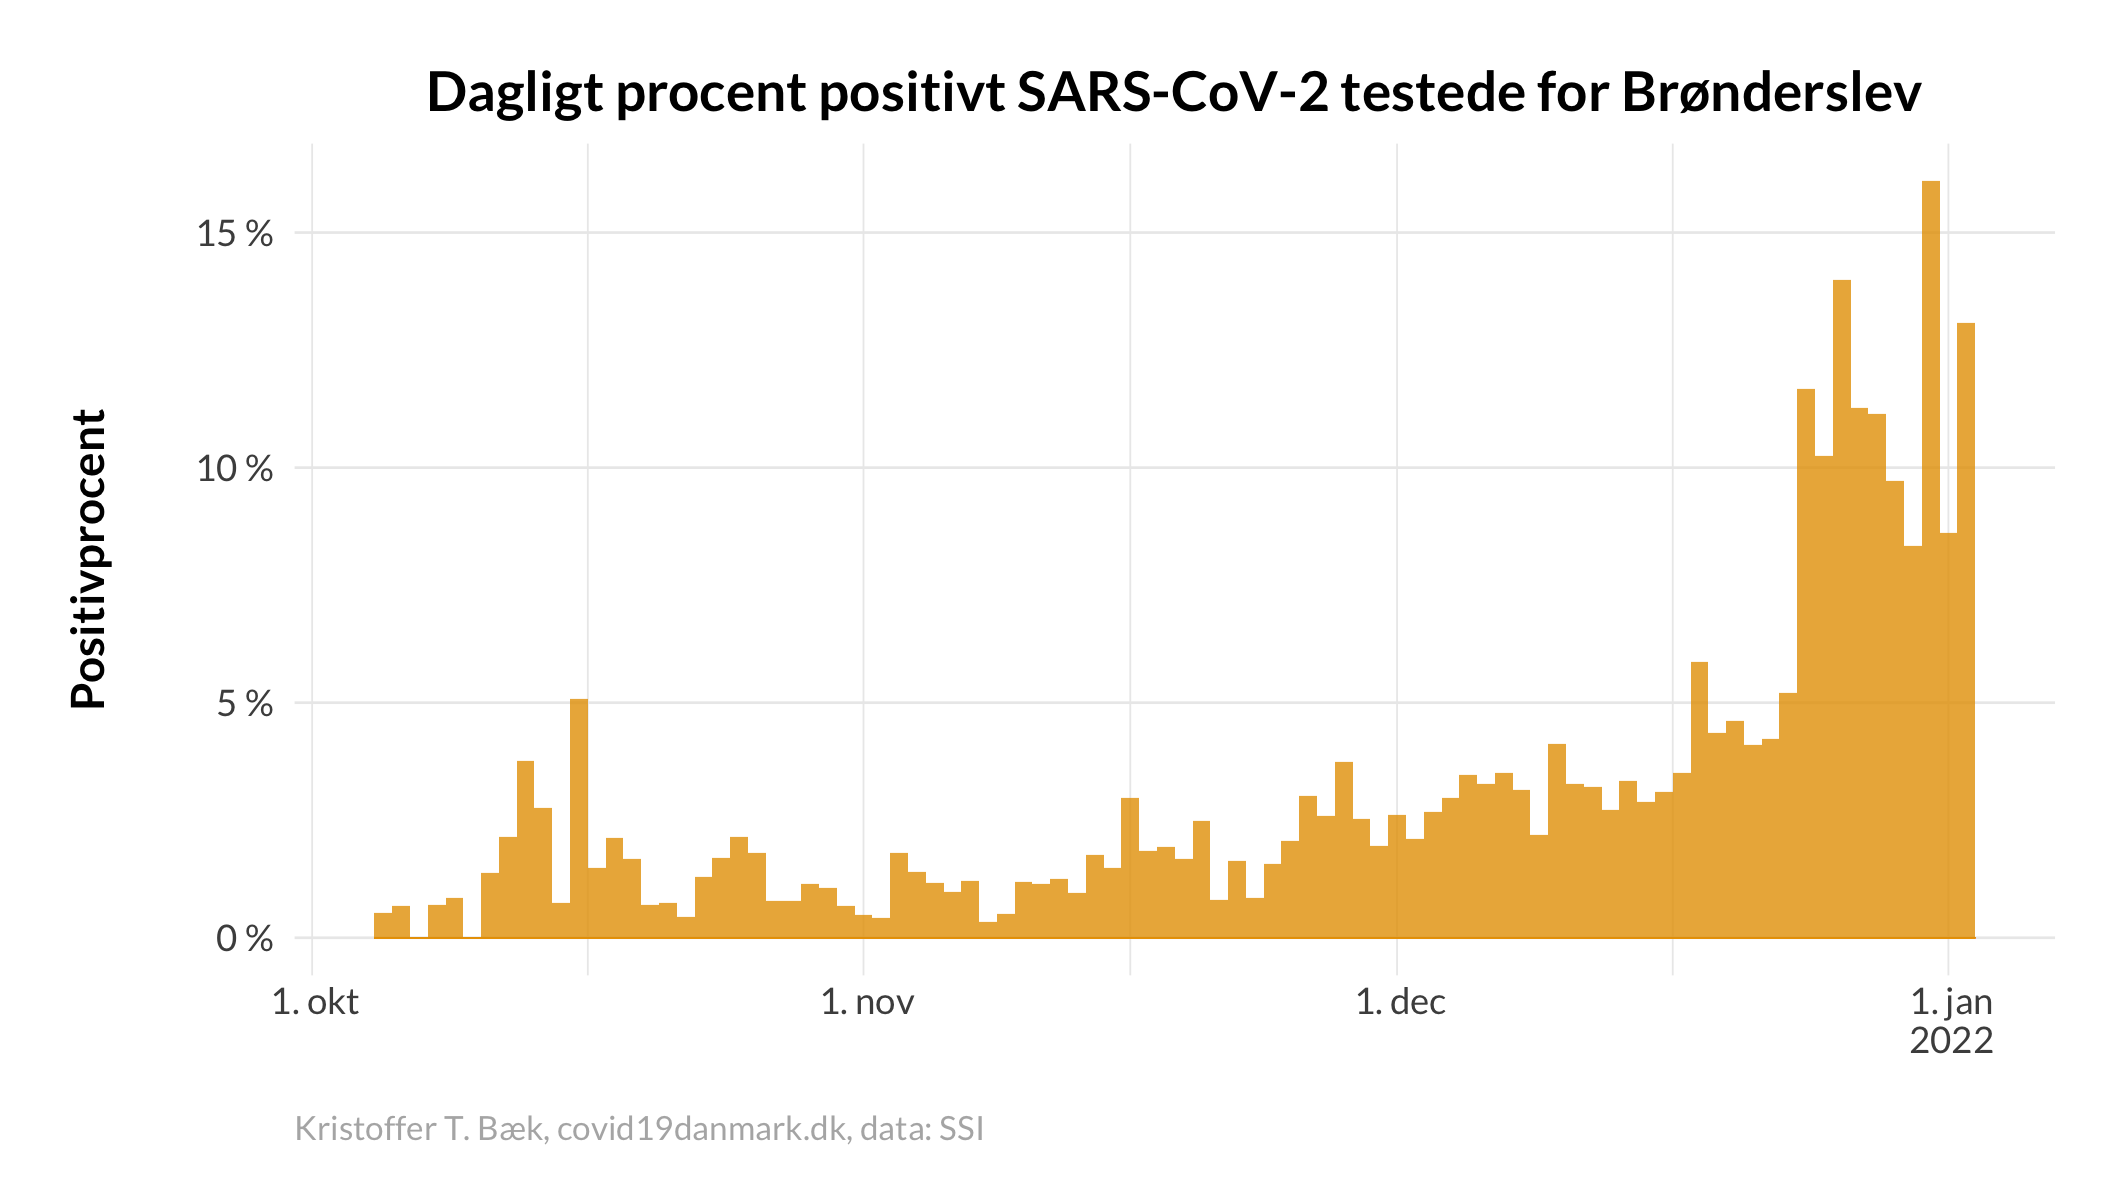 Dagligt procent positivt SARS-CoV-2 testede for Brønderslev
Positivprocent
15 %
10 %
5 %
0 %
1. okt
1. nov
1. dec
1. jan
2022
Kristoffer T. Bæk, covid19danmark.dk, data: SSI